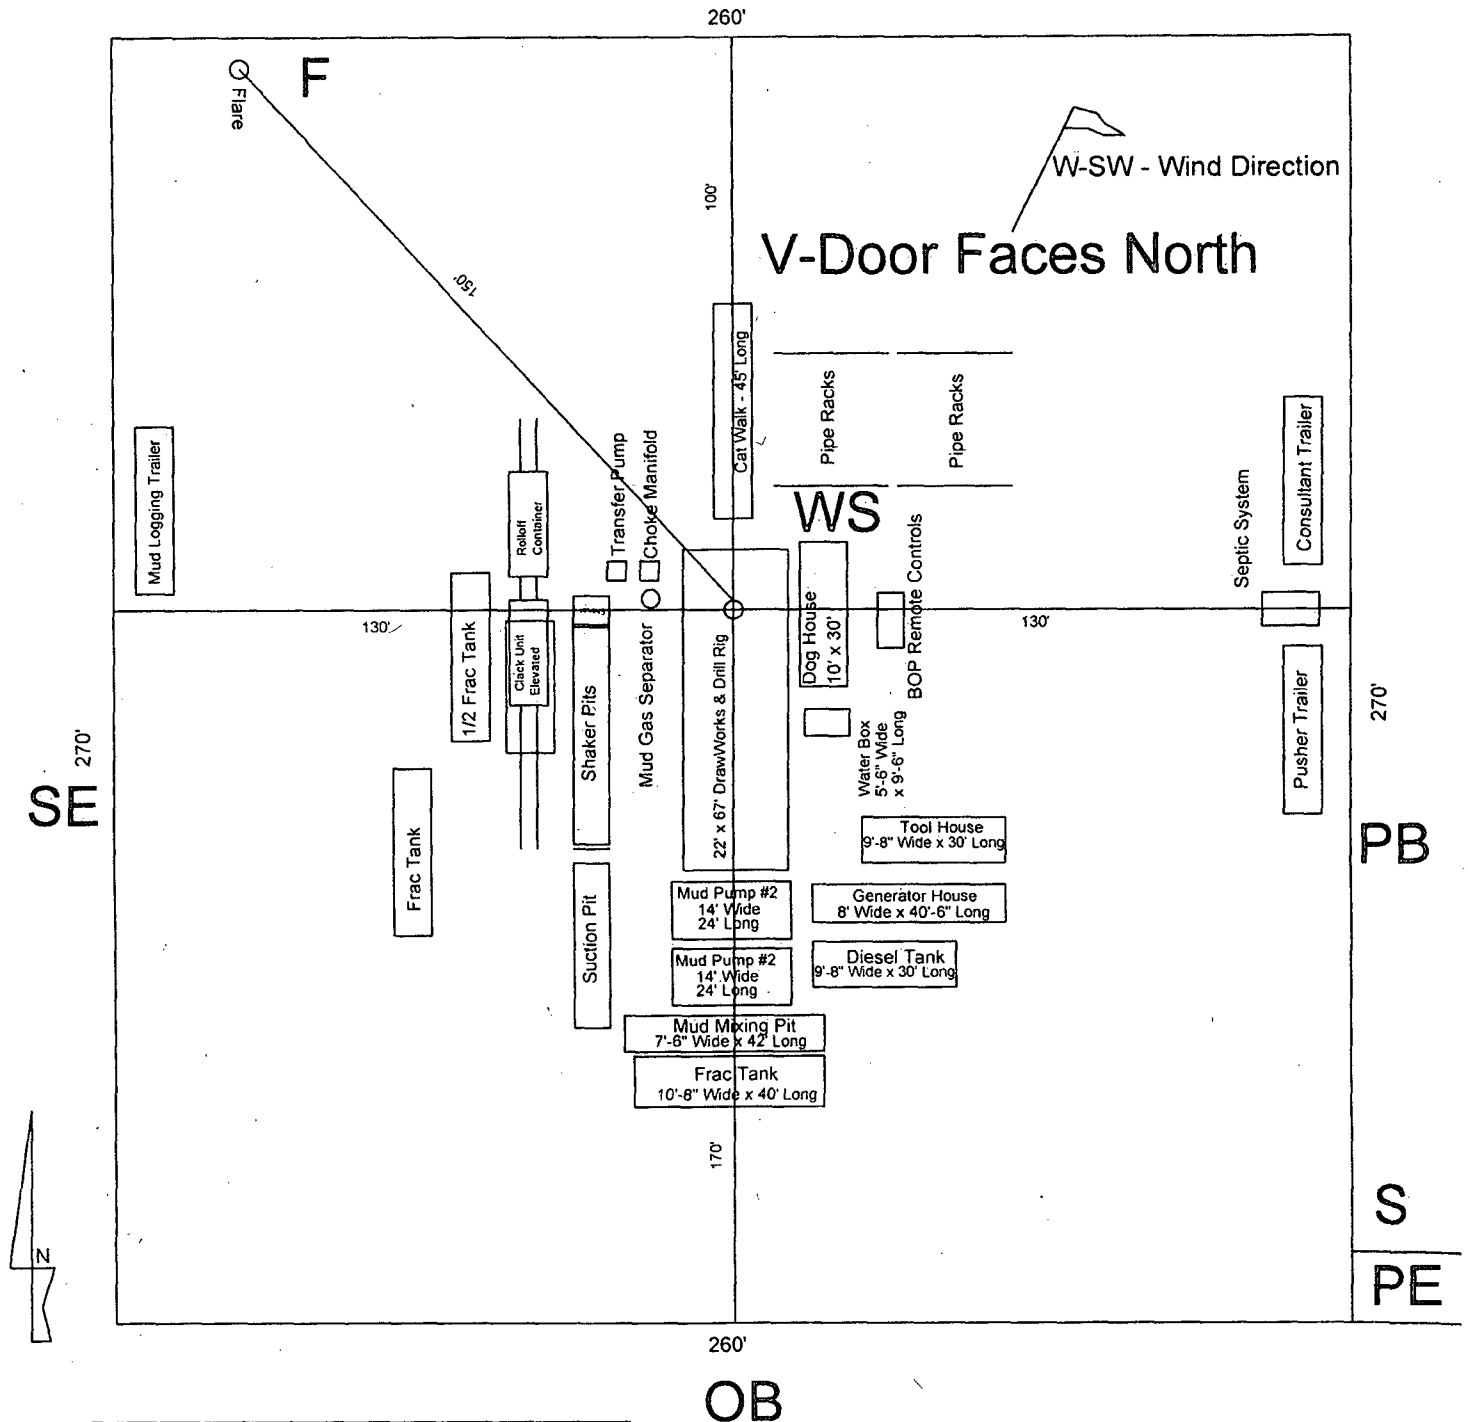 260'
F
Flare
W-SW - Wind Direction
100'
V-Door Faces North
150'
Cat Walk - 45' Long
Pipe Racks
Pipe Racks
Mud Logging Trailer
Rolloff
Container
Transfer Pump
Choke Manifold
WS
BOP Remote Controls
Septic System
Consultant Trailer
130'
130'
1/2 Frac Tank
Clack Unit
Elevated
Shaker Pits
Mud Gas Separator
22' x 67' DrawWorks & Drill Rig
Dog House
10' x 30'
Water Box
5'-6" Wide
x 9'-6" Long
Pusher Trailer
270'
270'
SE
PB
Frac Tank
Tool House
9'-8" Wide x 30' Long
Suction Pit
Mud Pump #2
14' Wide
24' Long
Generator House
8' Wide x 40'-6" Long
Mud Pump #2
14' Wide
24' Long
Diesel Tank
9'-8" Wide x 30' Long
Mud Mixing Pit
7'-6" Wide x 42' Long
Frac Tank
10'-8" Wide x 40' Long
170'
S
N
PE
260'
OB